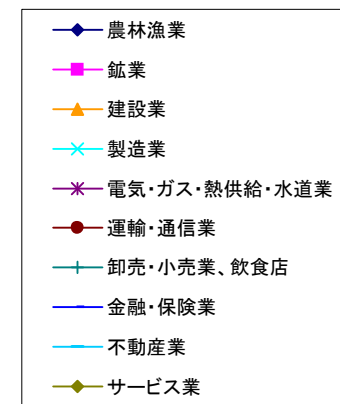 農林漁業
鉱業
建設業
製造業
電気・ガス・熱供給・水道業
運輸・通信業
卸売・小売業、飲食店
金融・保険業
不動産業
サービス業